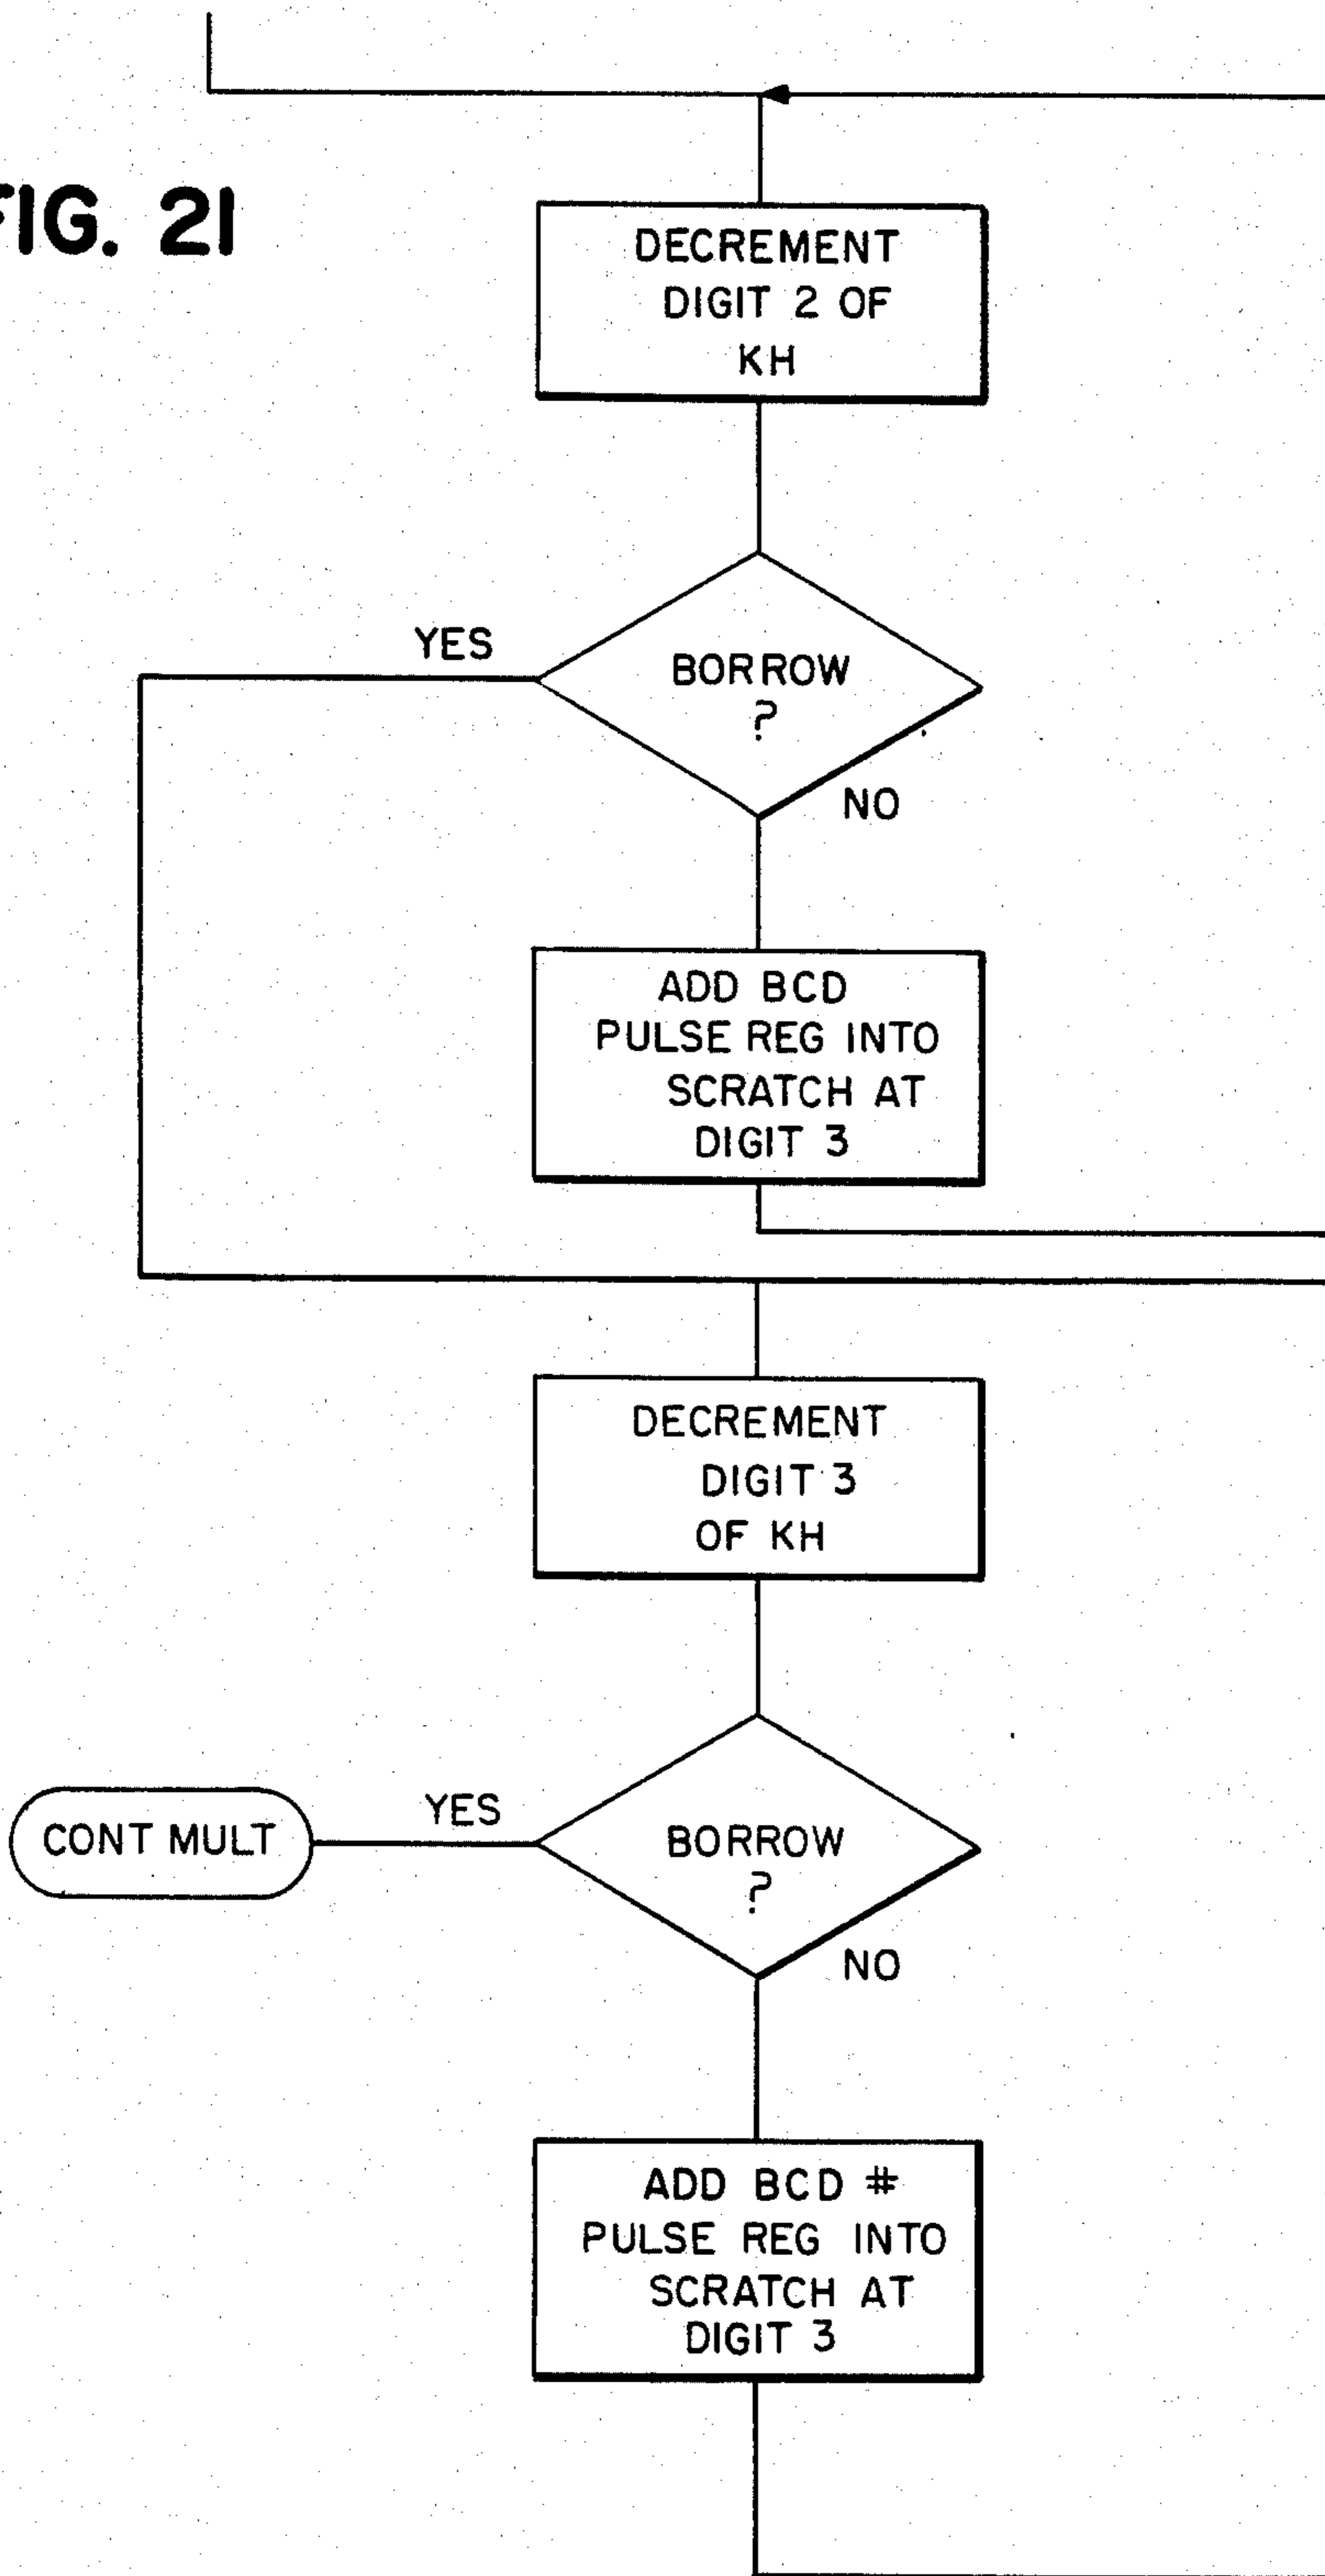 FIG. 21
DECREMENT
DIGIT 2 OF
KH
YES
BORROW
?
NO
ADD BCD
PULSE REG INTO
SCRATCH AT
DIGIT 3
DECREMENT
DIGIT 3
OF KH
CONT MULT
YES
BORROW
?
NO
ADD BCD #
PULSE REG INTO
SCRATCH AT
DIGIT 3